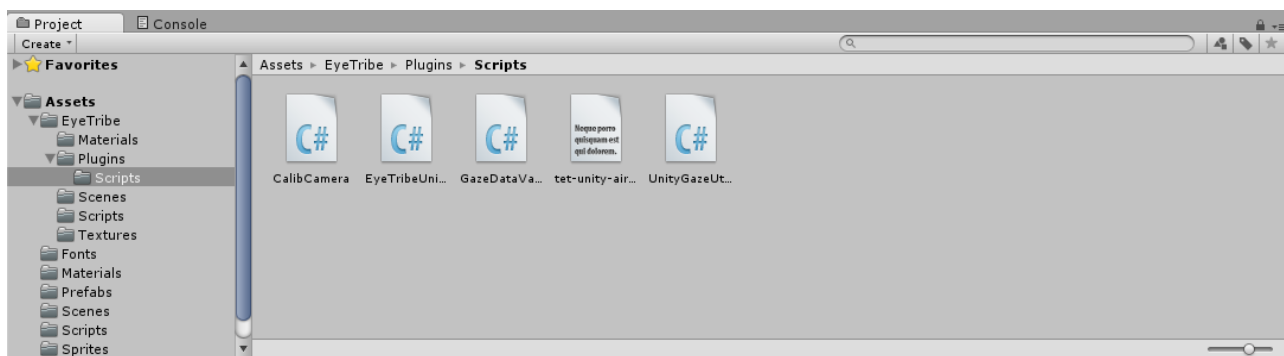 Project
Console
Create
Favorites
Assets ▸ EyeTribe ▸ Plugins ▸ Scripts
Assets
EyeTribe
Materials
Plugins
Scripts
Scenes
Scripts
Textures
Fonts
Materials
Prefabs
Scenes
Scripts
Sprites
C#
C#
C#
Neque porro
quisquam est
qui dolorem.
C#
CalibCamera
EyeTribeUni...
GazeDataVa...
tet-unity-air...
UnityGazeUt...